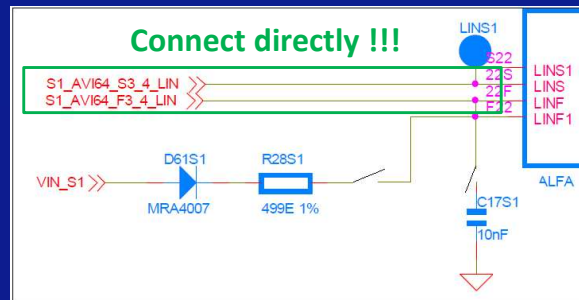 Connect directly !!!
LINS1
S22
S1_AVI64_S3_4_LIN
22S
LINS1
LINS
S1_AVI64_F3_4_LIN
22F
LINF
F22
LINF1
D61S1
R28S1
ALFA
VIN_S1
C17S1
MRA4007
499E 1%
10nF